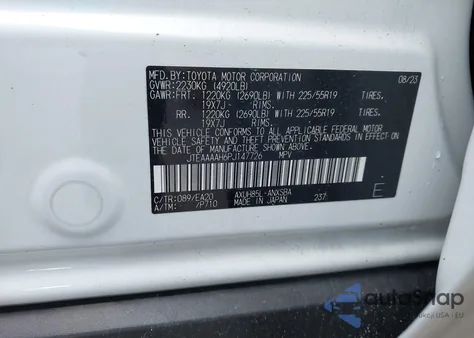 MFD.BY:TOYOTA MOTOR CORPORATION 08/23
GVWR:2230KG (4920LB)
GAWR:FRT. 1220KG (2690LB) WITH 225/55R19 TIRES.
19X7J RIMS.
RR. 1220KG (2690LB) WITH 225/55R19 TIRES.
19X7J RIMS.
THIS VEHICLE CONFORMS TO ALL APPLICABLE FEDERAL MOTOR
VEHICLE SAFETY AND THEFT PREVENTION STANDARDS IN EFFECT
ON THE DATE OF MANUFACTURE SHOWN ABOVE.
JTEAAAAH6PJ147726 MPV
C/TR:089/EA20 AXUH85L-ANXSBA E
A/TM: /P710 MADE IN JAPAN 237
autoSnap
Aukcji USA - EU